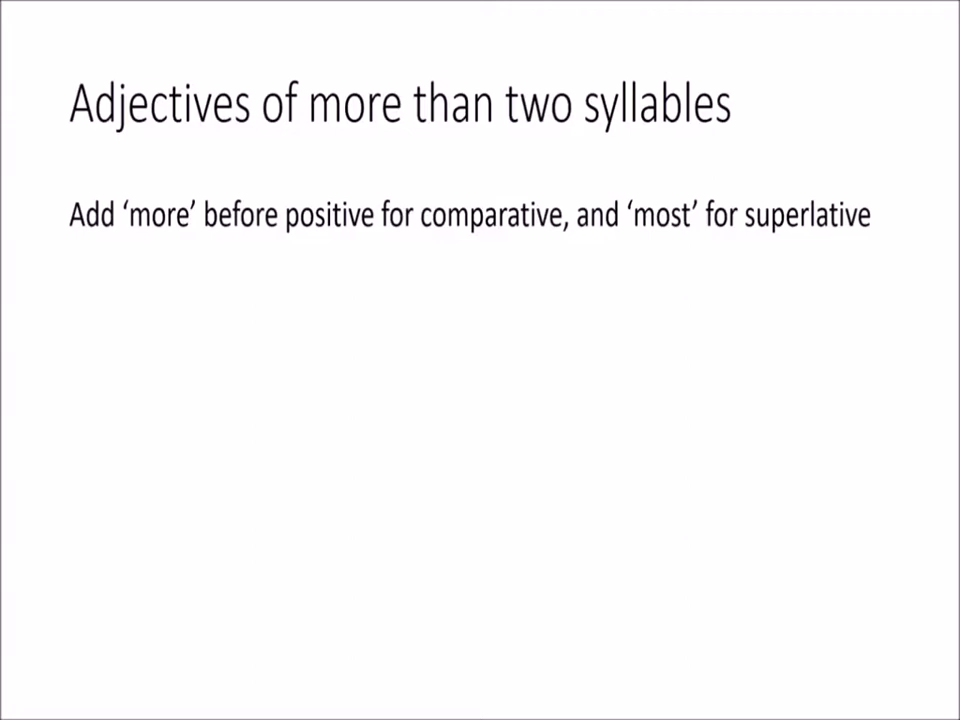 Adjectives of more than two syllables
Add ‘more’ before positive for comparative, and ‘most’ for superlative